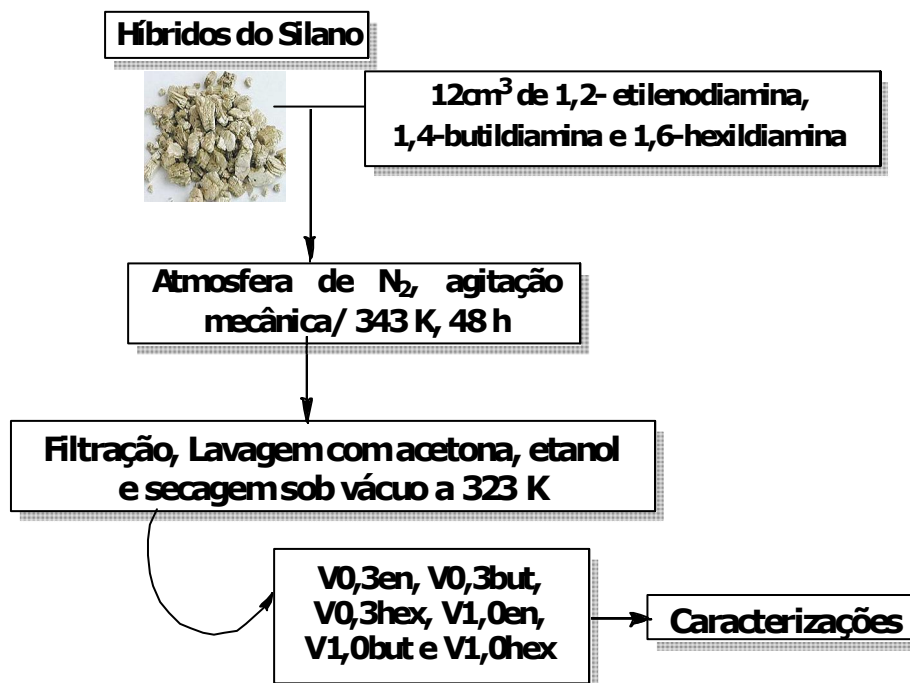 Híbridos do Silano
12cm³ de 1,2- etilenodiamina,
1,4-butildiamina e 1,6-hexildiamina
Atmosfera de N₂, agitação
mecânica/ 343 K, 48 h
Filtração, Lavagem com acetona, etanol
e secagem sob vácuo a 323 K
V0,3en, V0,3but,
V0,3hex, V1,0en,
V1,0but e V1,0hex
Caracterizações